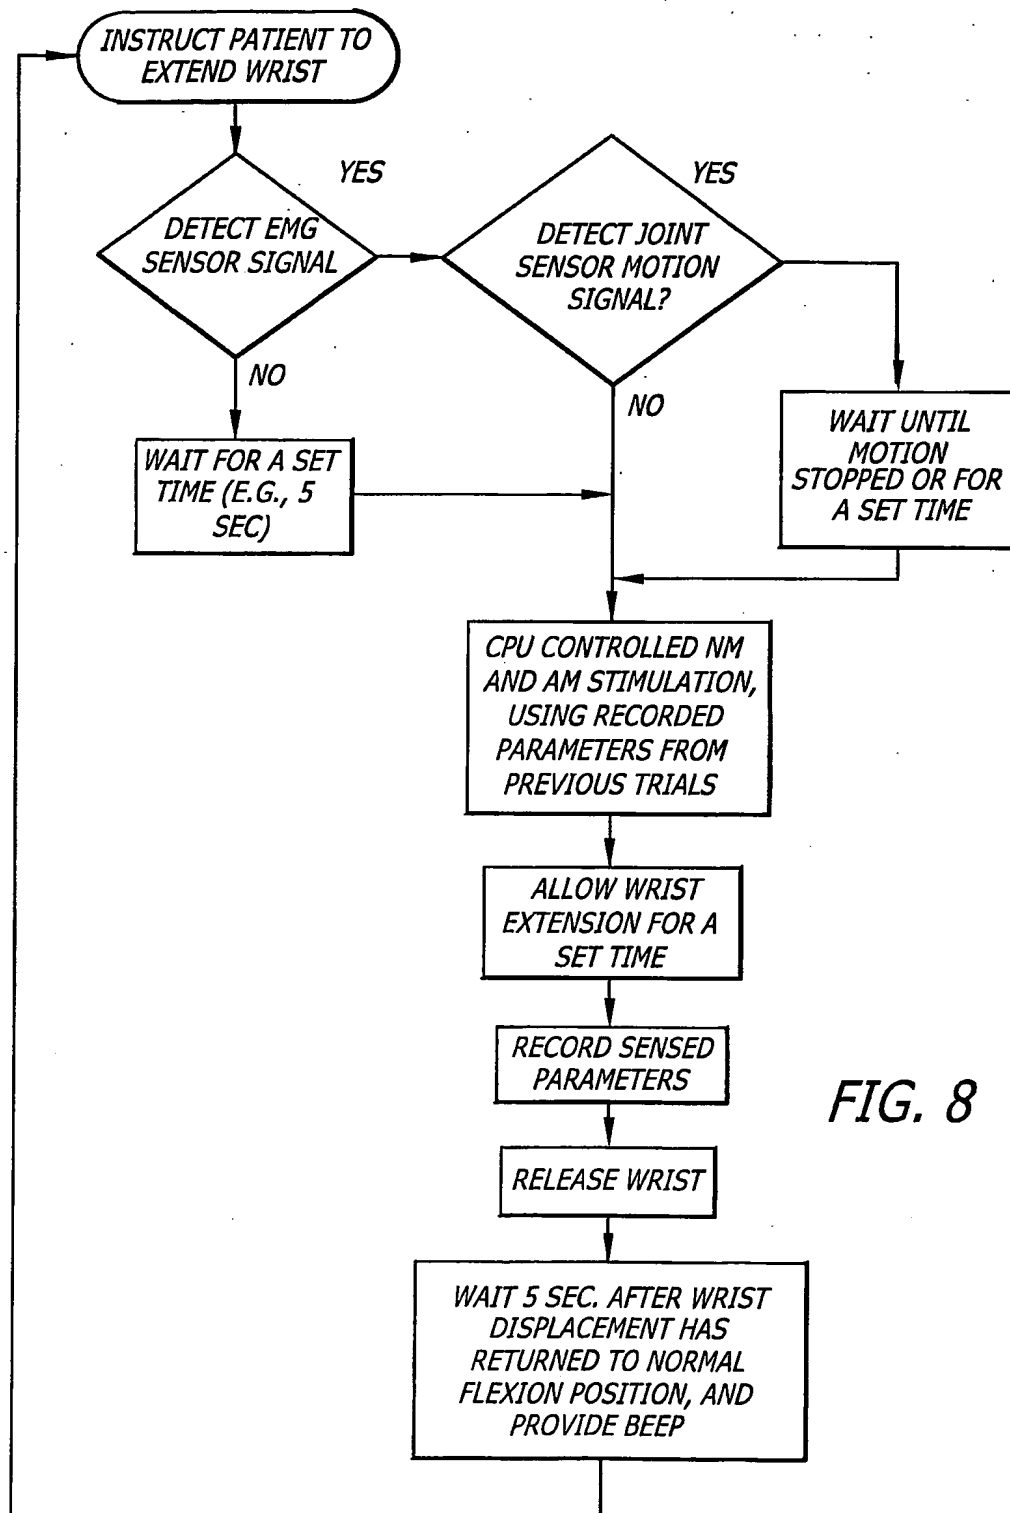 INSTRUCT PATIENT TO
EXTEND WRIST
YES
DETECT EMG
SENSOR SIGNAL
NO
YES
DETECT JOINT
SENSOR MOTION
SIGNAL?
NO
WAIT FOR A SET
TIME (E.G., 5
SEC)
WAIT UNTIL
MOTION
STOPPED OR FOR
A SET TIME
CPU CONTROLLED NM
AND AM STIMULATION,
USING RECORDED
PARAMETERS FROM
PREVIOUS TRIALS
ALLOW WRIST
EXTENSION FOR A
SET TIME
RECORD SENSED
PARAMETERS
FIG. 8
RELEASE WRIST
WAIT 5 SEC. AFTER WRIST
DISPLACEMENT HAS
RETURNED TO NORMAL
FLEXION POSITION, AND
PROVIDE BEEP